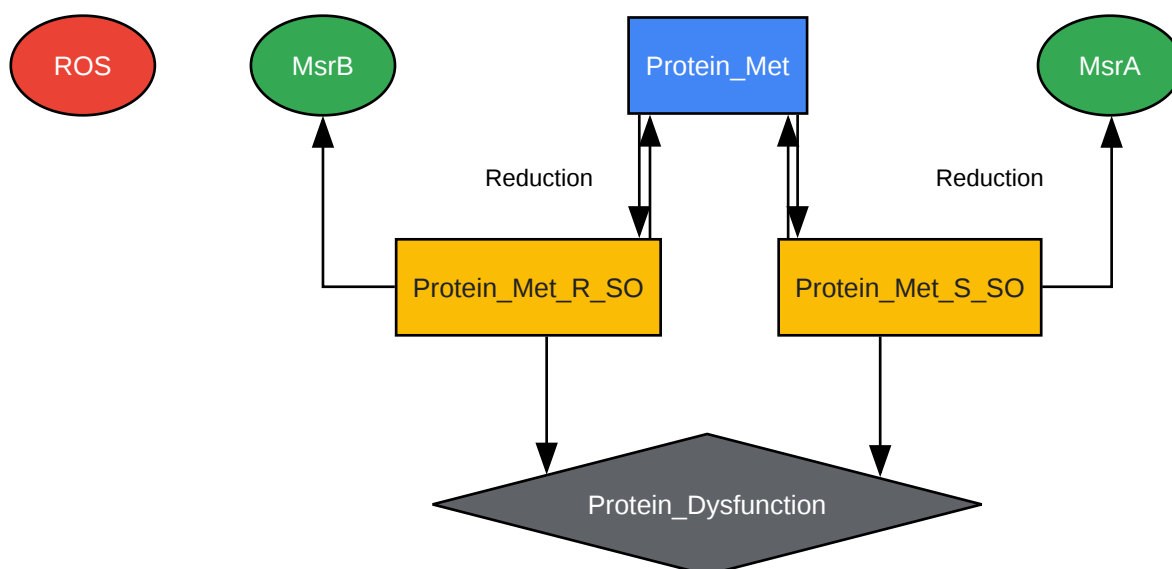 ROS
MsrB
Protein_Met
MsrA
Reduction
Reduction
Protein_Met_R_SO
Protein_Met_S_SO
Protein_Dysfunction